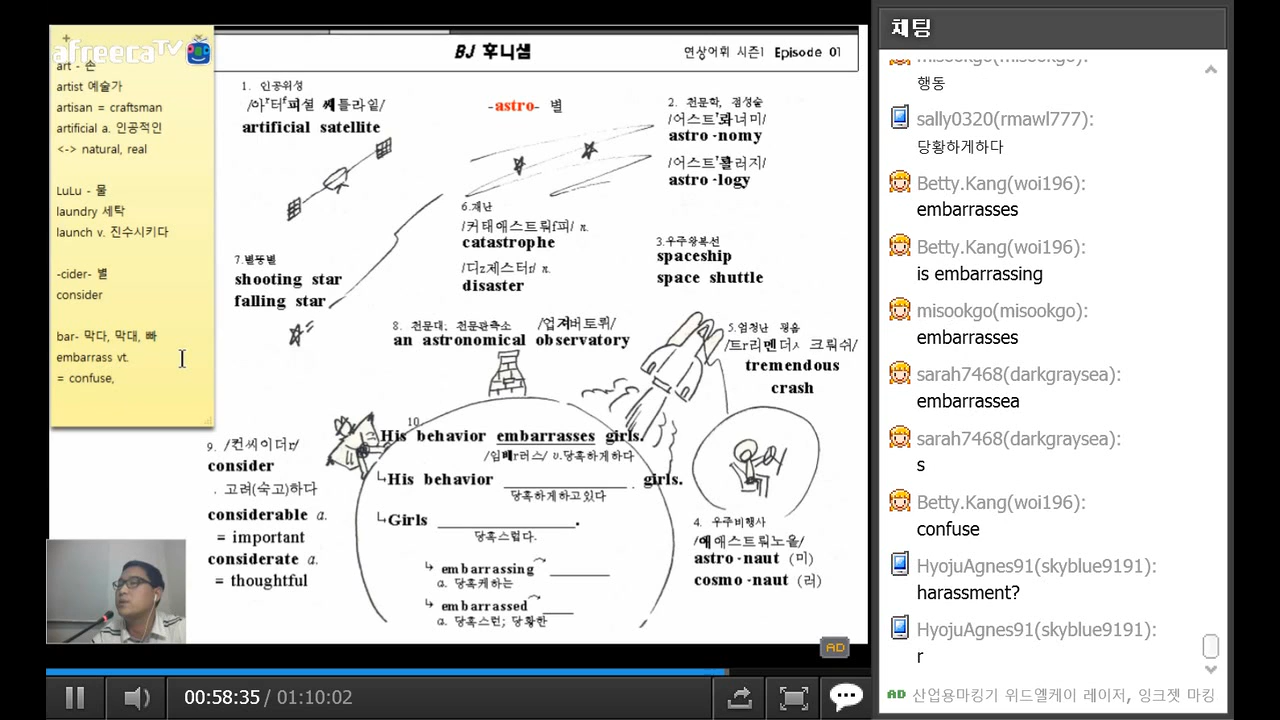 afreecaTV
art - 손
artist 예술가
artisan = craftsman
artificial a. 인공적인
<-> natural, real
LuLu - 물
laundry 세탁
launch v. 진수시키다
-cider- 별
consider
bar- 막다, 막대, 빠
embarrass vt.
= confuse,
BJ 후니쌤
연상어휘 시즌1 Episode 01
1. 인공위성
artificial satellite
-astro- 별
2. 천문학, 점성술
astro-nomy
astro-logy
6.재난
catastrophe
disaster
3.우주왕복선
spaceship
space shuttle
7.별똥별
shooting star
falling star
8. 천문대; 천문관측소
an astronomical observatory
5.엄청난 굉음
tremendous
crash
9.
consider
. 고려(숙고)하다
considerable a.
= important
considerate a.
= thoughtful
10.
His behavior embarrasses girls.
v.당혹하게하다
His behavior ____________ . girls.
당혹하게하고있다
Girls ____________.
당혹스럽다.
embarrassing ______
a. 당혹케하는
embarrassed ___
a. 당혹스런; 당황한
4. 우주비행사
astro-naut (미)
cosmo-naut (러)
AD
00:58:35 / 01:10:02
채팅
misookgo(misookgo):
행동
sally0320(rmawl777):
당황하게하다
Betty.Kang(woi196):
embarrasses
Betty.Kang(woi196):
is embarrassing
misookgo(misookgo):
embarrasses
sarah7468(darkgraysea):
embarrassea
sarah7468(darkgraysea):
s
Betty.Kang(woi196):
confuse
HyojuAgnes91(skyblue9191):
harassment?
HyojuAgnes91(skyblue9191):
r
AD 산업용마킹기 위드엘케이 레이저, 잉크젯 마킹